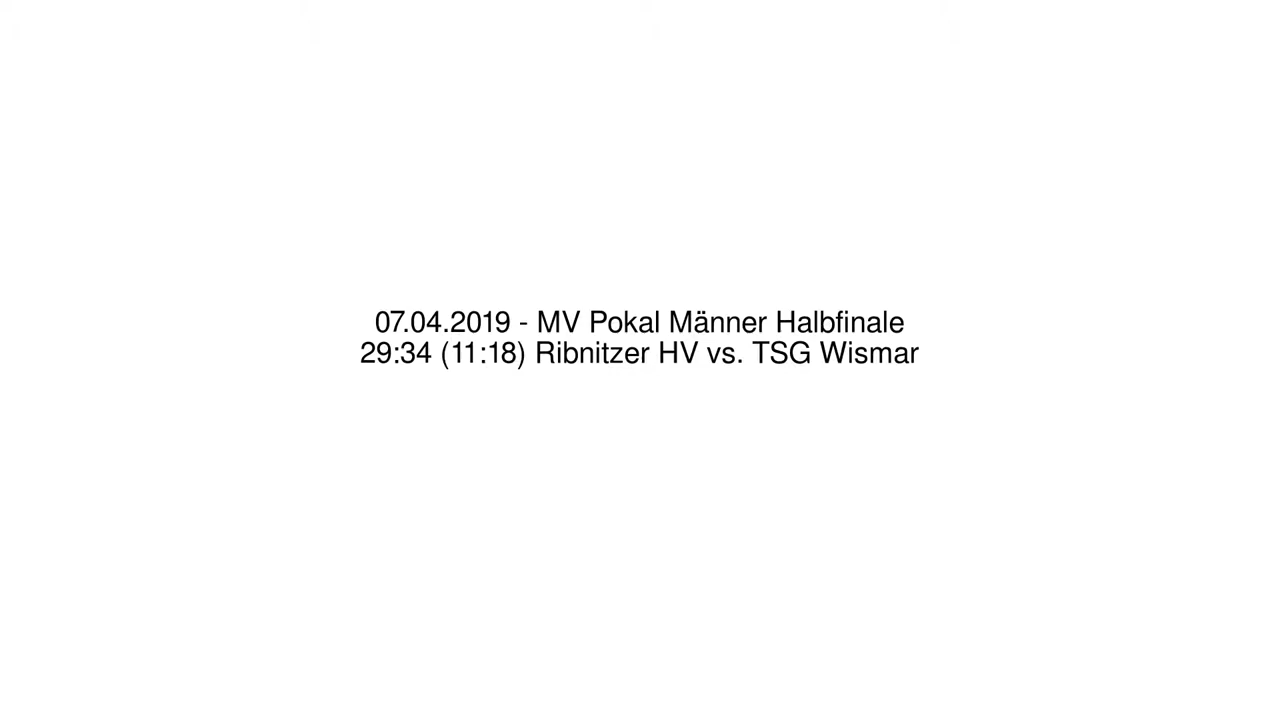 07.04.2019 - MV Pokal Männer Halbfinale
29:34 (11:18) Ribnitzer HV vs. TSG Wismar